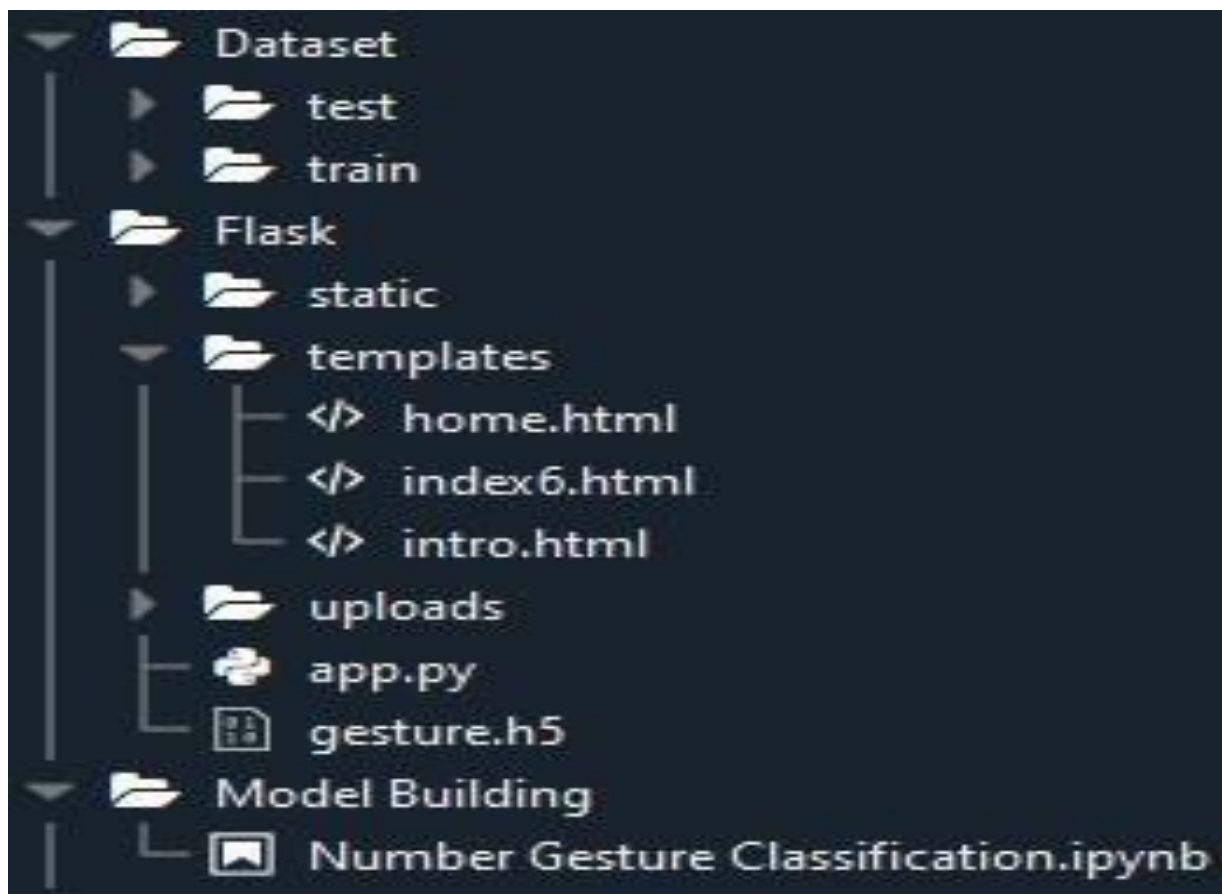 Dataset
test
train
Flask
static
templates
</> home.html
</> index6.html
</> intro.html
uploads
app.py
gesture.h5
Model Building
Number Gesture Classification.ipynb